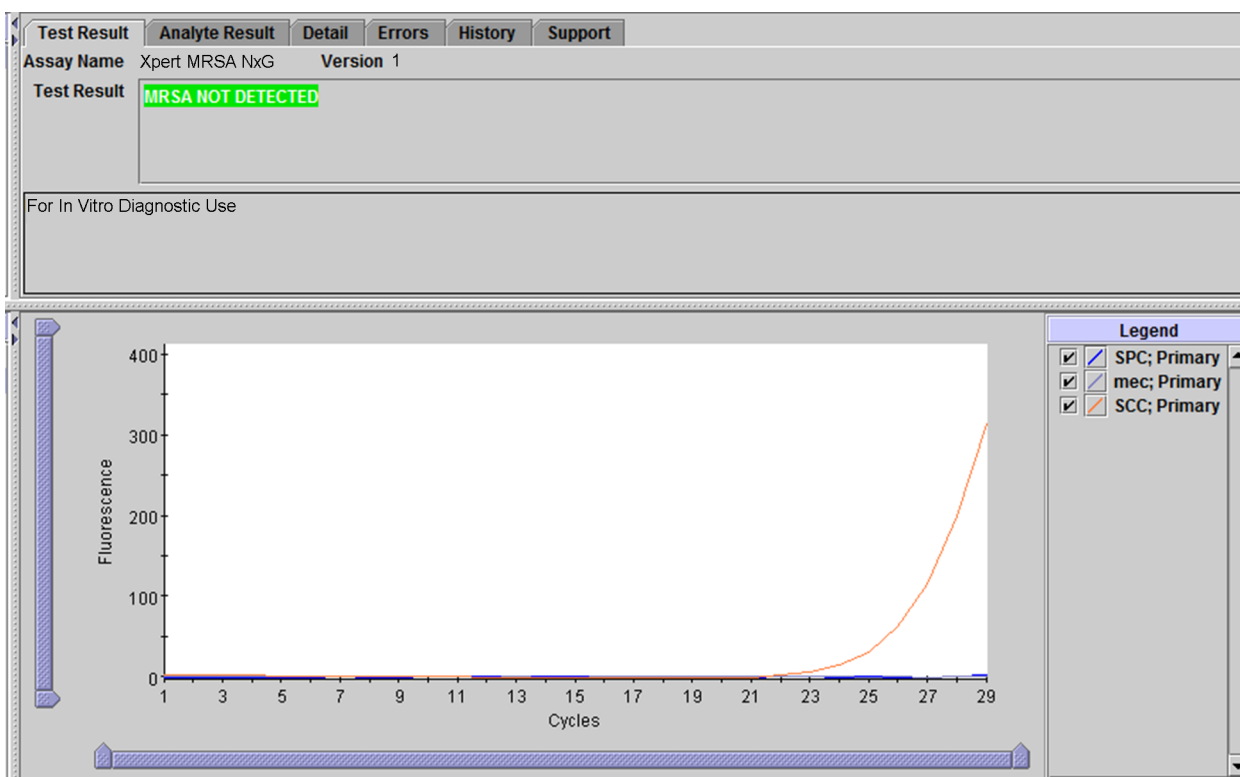 Test Result Analyte Result Detail Errors History Support
Assay Name Xpert MRSA NxG Version 1
Test Result MRSA NOT DETECTED
For In Vitro Diagnostic Use
Legend
SPC; Primary
mec; Primary
SCC; Primary
400
300
200
100
0
Fluorescence
1 3 5 7 9 11 13 15 17 19 21 23 25 27 29
Cycles